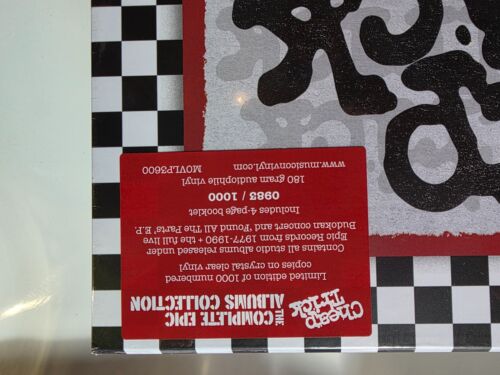 Cheap Trick
THE COMPLETE EPIC
ALBUMS COLLECTION
Limited edition of 1000 numbered
copies on crystal clear vinyl
Contains all studio albums released under
Epic Records from 1977-1990 + the full live
Budokan concert and 'Found All The Parts' E.P.
Includes 4-page booklet
0985 / 1000
180 gram audiophile vinyl
www.musiconvinyl.com MOVLP3600